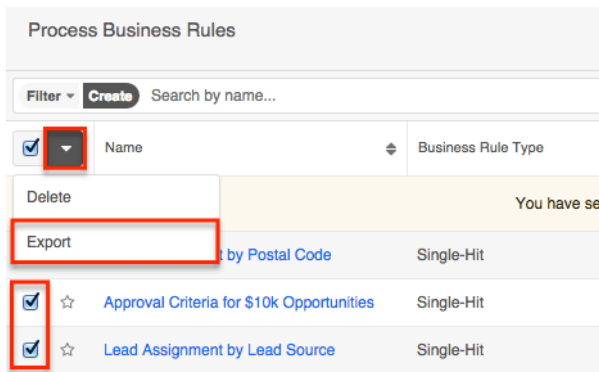 Process Business Rules
Filter Create Search by name...
Name Business Rule Type
Delete
You have se
Export
by Postal Code Single-Hit
Approval Criteria for $10k Opportunities Single-Hit
Lead Assignment by Lead Source Single-Hit